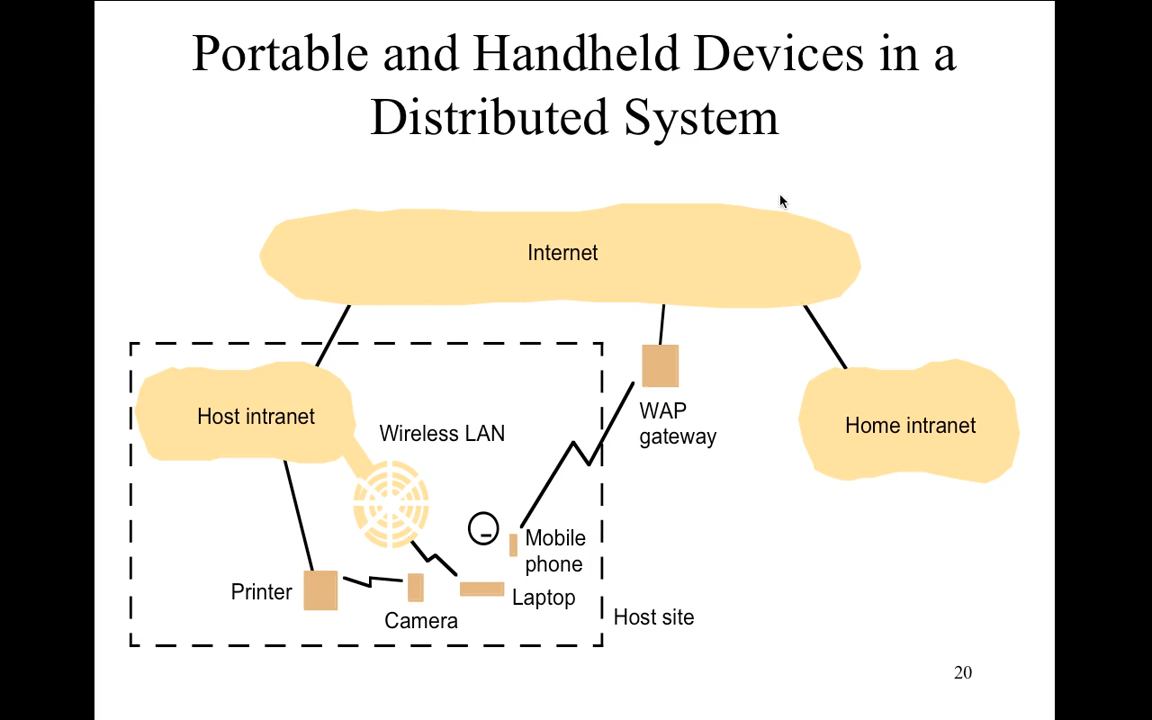 Portable and Handheld Devices in a
Distributed System
Internet
Host intranet
Wireless LAN
WAP
gateway
Home intranet
Mobile
phone
Printer
Camera
Laptop
Host site
20